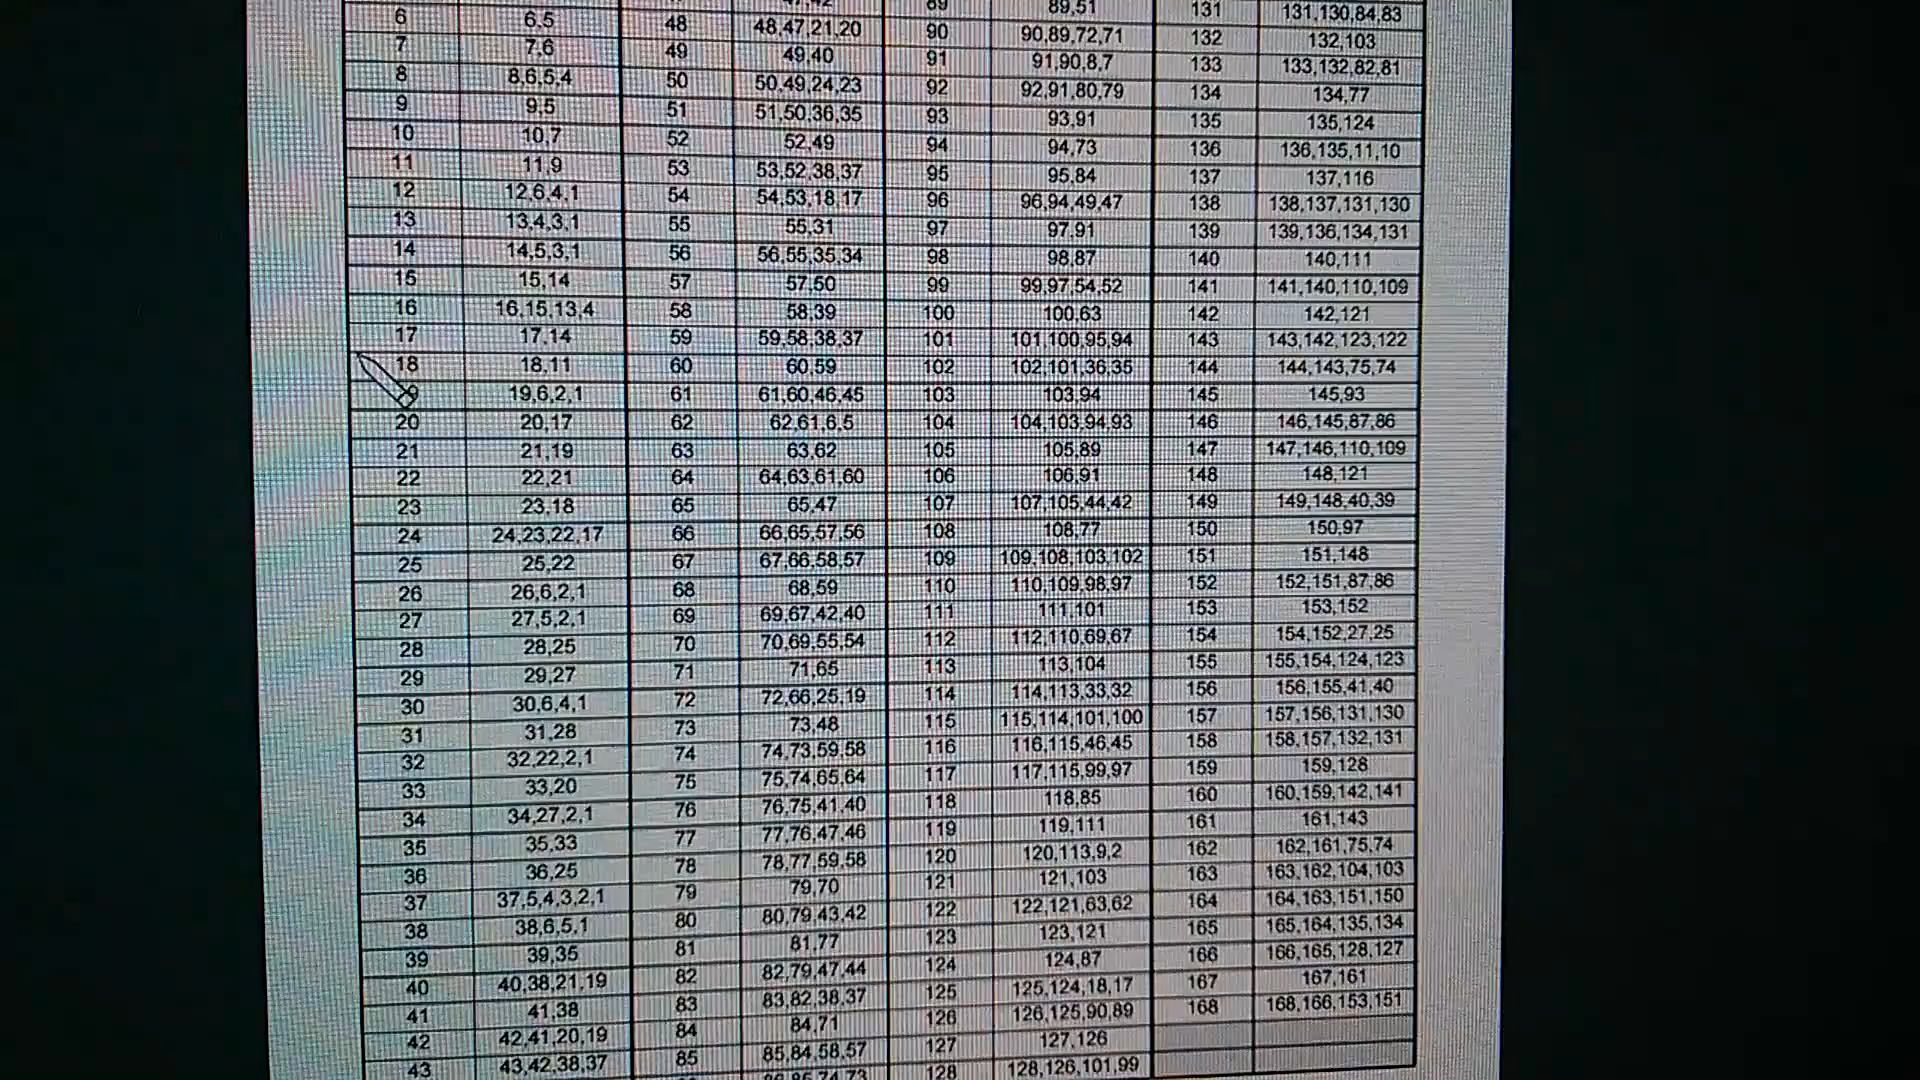 89 89,51 131 131,130,84,83
6 6,5 48 48,47,21,20 90 90,89,72,71 132 132,103
7 7,6 49 49,40 91 91,90,8,7 133 133,132,82,81
8 8,6,5,4 50 50,49,24,23 92 92,91,80,79 134 134,77
9 9,5 51 51,50,36,35 93 93,91 135 135,124
10 10,7 52 52,49 94 94,73 136 136,135,11,10
11 11,9 53 53,52,38,37 95 95,84 137 137,116
12 12,6,4,1 54 54,53,18,17 96 96,94,49,47 138 138,137,131,130
13 13,4,3,1 55 55,31 97 97,91 139 139,136,134,131
14 14,5,3,1 56 56,55,35,34 98 98,87 140 140,111
15 15,14 57 57,50 99 99,97,54,52 141 141,140,110,109
16 16,15,13,4 58 58,39 100 100,63 142 142,121
17 17,14 59 59,58,38,37 101 101,100,95,94 143 143,142,123,122
18 18,11 60 60,59 102 102,101,36,35 144 144,143,75,74
19,6,2,1 61 61,60,46,45 103 103,94 145 145,93
20 20,17 62 62,61,6,5 104 104,103,94,93 146 146,145,87,86
21 21,19 63 63,62 105 105,89 147 147,146,110,109
22 22,21 64 64,63,61,60 106 106,91 148 148,121
23 23,18 65 65,47 107 107,105,44,42 149 149,148,40,39
24 24,23,22,17 66 66,65,57,56 108 108,77 150 150,97
25 25,22 67 67,66,58,57 109 109,108,103,102 151 151,148
26 26,6,2,1 68 68,59 110 110,109,98,97 152 152,151,87,86
27 27,5,2,1 69 69,67,42,40 111 111,101 153 153,152
28 28,25 70 70,69,55,54 112 112,110,69,67 154 154,152,27,25
29 29,27 71 71,65 113 113,104 155 155,154,124,123
30 30,6,4,1 72 72,66,25,19 114 114,113,33,32 156 156,155,41,40
31 31,28 73 73,48 115 115,114,101,100 157 157,156,131,130
32 32,22,2,1 74 74,73,59,58 116 116,115,46,45 158 158,157,132,131
33 33,20 75 75,74,65,64 117 117,115,99,97 159 159,128
34 34,27,2,1 76 76,75,41,40 118 118,85 160 160,159,142,141
35 35,33 77 77,76,47,46 119 119,111 161 161,143
36 36,25 78 78,77,59,58 120 120,113,9,2 162 162,161,75,74
37 37,5,4,3,2,1 79 79,70 121 121,103 163 163,162,104,103
38 38,6,5,1 80 80,79,43,42 122 122,121,63,62 164 164,163,151,150
39 39,35 81 81,77 123 123,121 165 165,164,135,134
40 40,38,21,19 82 82,79,47,44 124 124,87 166 166,165,128,127
41 41,38 83 83,82,38,37 125 125,124,18,17 167 167,161
42 42,41,20,19 84 84,71 126 126,125,90,89 168 168,166,153,151
43 43,42,38,37 85 85,84,58,57 127 127,126
128 128,126,101,99